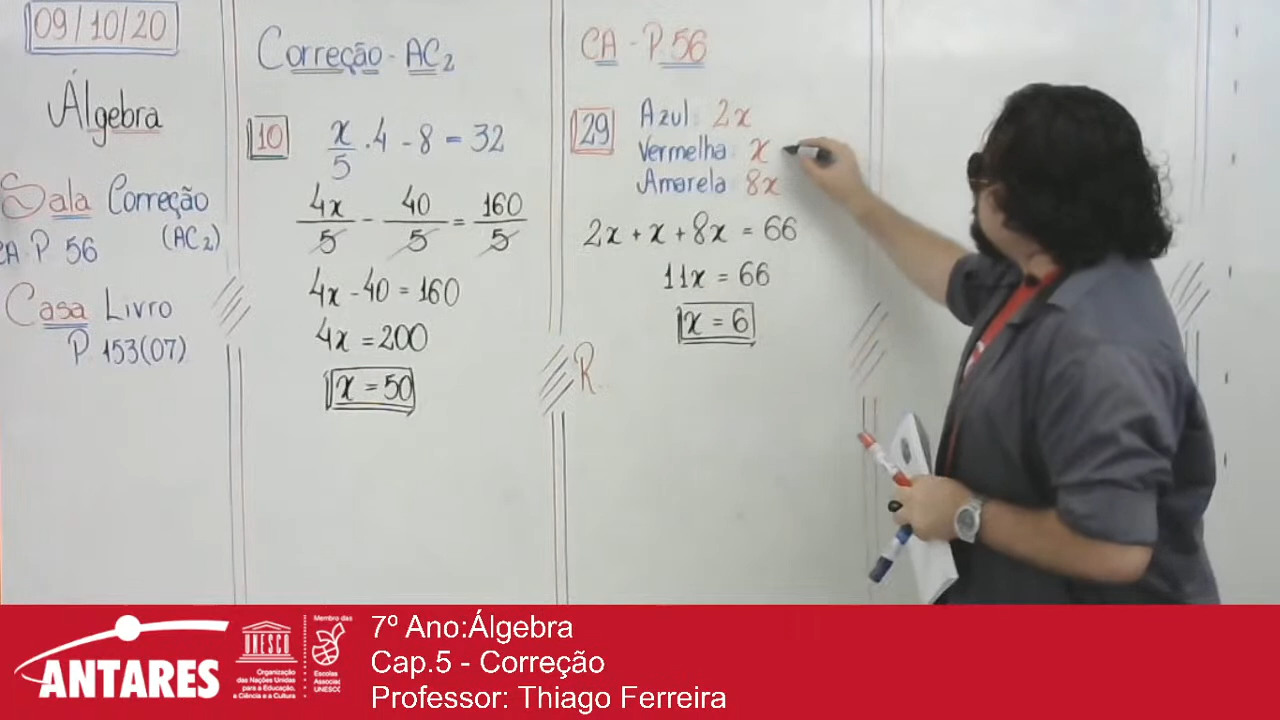 09/10/20
Álgebra
Sala Correção
(AC2)
CA. P 56
Casa Livro
P 153(07)
Correção - AC2
10 x/5 . 4 - 8 = 32
4x/5 - 40/5 = 160/5
4x - 40 = 160
4x = 200
x = 50
CA - P. 56
29 Azul: 2x
Vermelha: x
Amarela: 8x
2x + x + 8x = 66
11x = 66
x = 6
R.
ANTARES
UNESCO
Organização
das Nações Unidas
para a Educação,
a Ciência e a Cultura
Membro das
Escolas
Associadas
UNESCO
7º Ano:Álgebra
Cap.5 - Correção
Professor: Thiago Ferreira